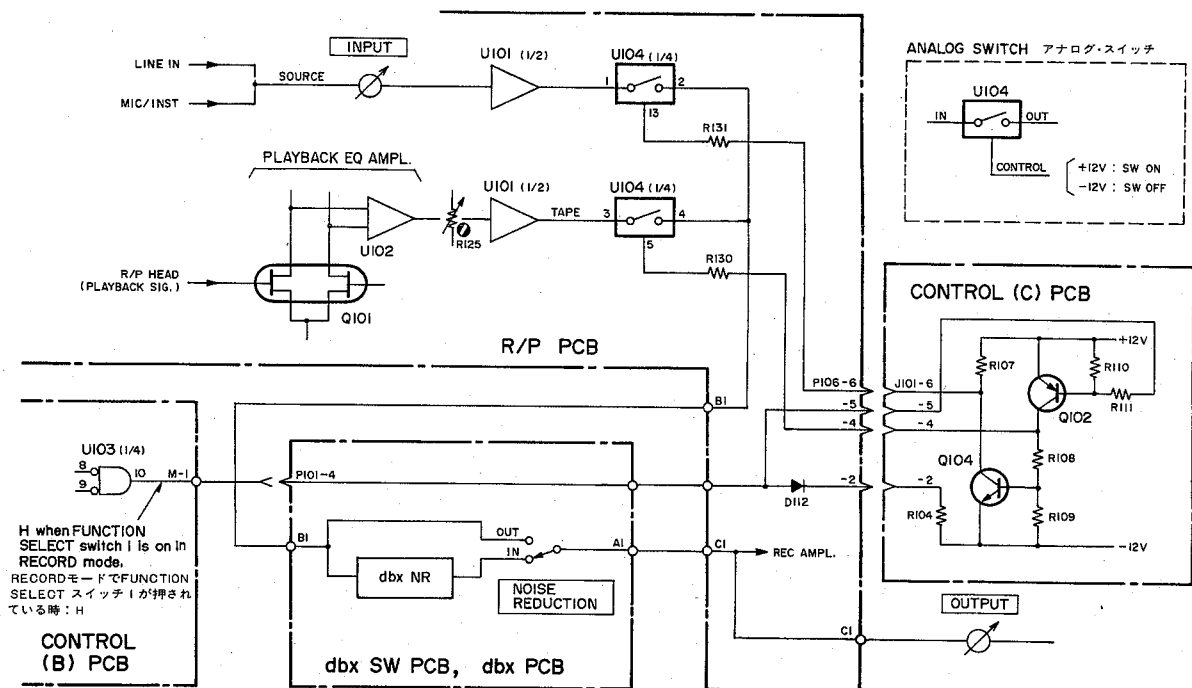 LINE IN
MIC/INST
SOURCE
INPUT
U101 (1/2)
U104 (1/4)
1
2
13
R131
ANALOG SWITCH アナログ・スイッチ
U104
IN
OUT
CONTROL
+12V : SW ON
-12V : SW OFF
PLAYBACK EQ AMPL.
U102
R125
U101 (1/2)
TAPE
U104 (1/4)
3
4
5
R130
R/P HEAD
(PLAYBACK SIG.)
Q101
R/P PCB
CONTROL (C) PCB
+12V
R107
R110
R111
Q102
P106-6
J101-6
-5
-5
-4
-4
Q104
R108
R109
-2
-2
R104
-12V
D112
B1
U103 (1/4)
8
9
10
M-1
P101-4
H when FUNCTION
SELECT switch 1 is on in
RECORD mode.
RECORDモードでFUNCTION
SELECT スイッチ 1 が押され
ている時 : H
CONTROL
(B) PCB
B1
OUT
IN
dbx NR
NOISE
REDUCTION
A1
C1
REC AMPL.
dbx SW PCB, dbx PCB
C1
OUTPUT